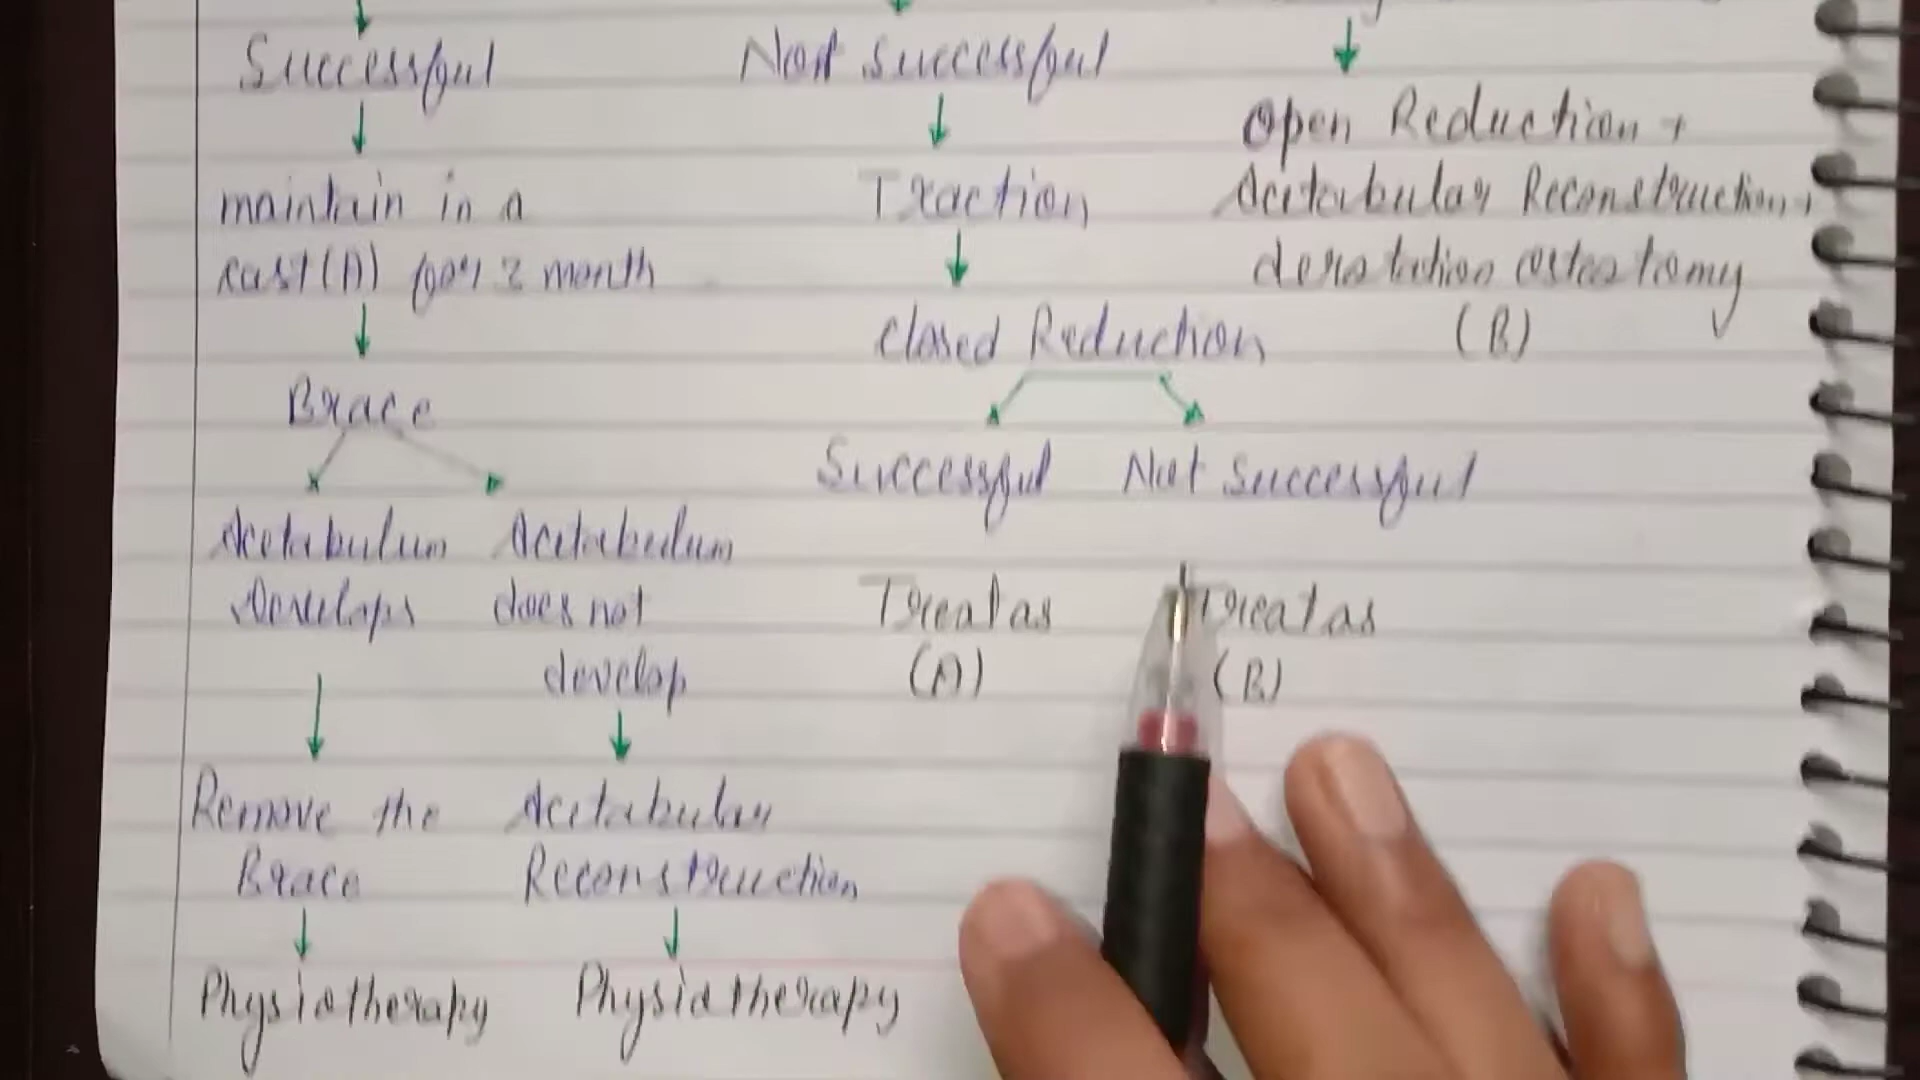 Successful
maintain in a
cast (A) for 2 month
Brace
Acetabulum
Develops
Remove the
Brace
Physiotherapy
Acetabulum
does not
develop
Acetabular
Reconstruction
Physiotherapy
Not successful
Traction
closed Reduction
Successful
Treat as
(A)
Not Successful
Treat as
(B)
Open Reduction +
Acetabular Reconstruction +
derotation osteotomy
(B)